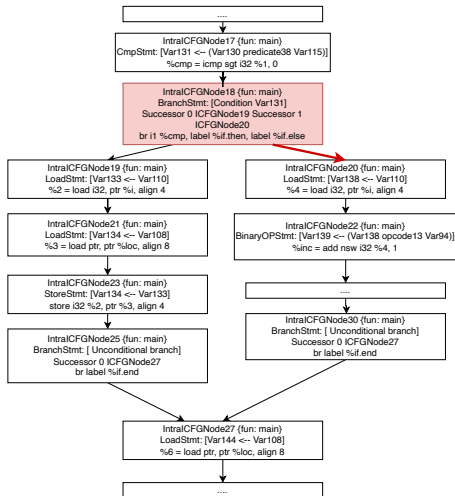 ....
IntraICFGNode17 {fun: main}
CmpStmt: [Var131 <-- (Var130 predicate38 Var115)]
%cmp = icmp sgt i32 %1, 0
IntraICFGNode18 {fun: main}
BranchStmt: [Condition Var131]
Successor 0 ICFGNode19 Successor 1
ICFGNode20
br i1 %cmp, label %if.then, label %if.else
IntraICFGNode19 {fun: main}
LoadStmt: [Var133 <-- Var110]
%2 = load i32, ptr %i, align 4
IntraICFGNode21 {fun: main}
LoadStmt: [Var134 <-- Var108]
%3 = load ptr, ptr %loc, align 8
IntraICFGNode23 {fun: main}
StoreStmt: [Var134 <-- Var133]
store i32 %2, ptr %3, align 4
IntraICFGNode25 {fun: main}
BranchStmt: [ Unconditional branch]
Successor 0 ICFGNode27
br label %if.end
IntraICFGNode20 {fun: main}
LoadStmt: [Var138 <-- Var110]
%4 = load i32, ptr %i, align 4
IntraICFGNode22 {fun: main}
BinaryOPStmt: [Var139 <-- (Var138 opcode13 Var94)]
%inc = add nsw i32 %4, 1
....
IntraICFGNode30 {fun: main}
BranchStmt: [ Unconditional branch]
Successor 0 ICFGNode27
br label %if.end
IntraICFGNode27 {fun: main}
LoadStmt: [Var144 <-- Var108]
%6 = load ptr, ptr %loc, align 8
....